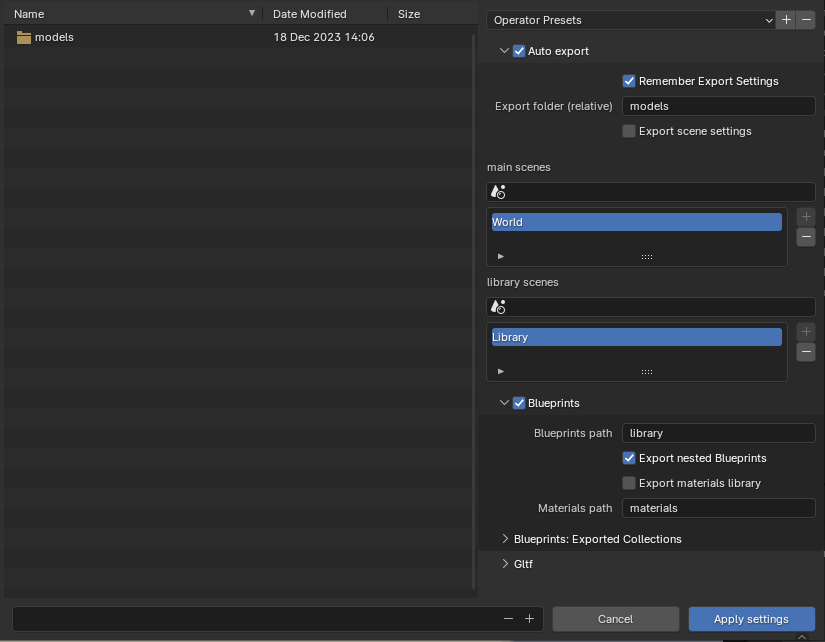 Name Date Modified Size
models 18 Dec 2023 14:06
Operator Presets
Auto export
Remember Export Settings
Export folder (relative) models
Export scene settings
main scenes
World
library scenes
Library
Blueprints
Blueprints path library
Export nested Blueprints
Export materials library
Materials path materials
Blueprints: Exported Collections
Gltf
Cancel Apply settings